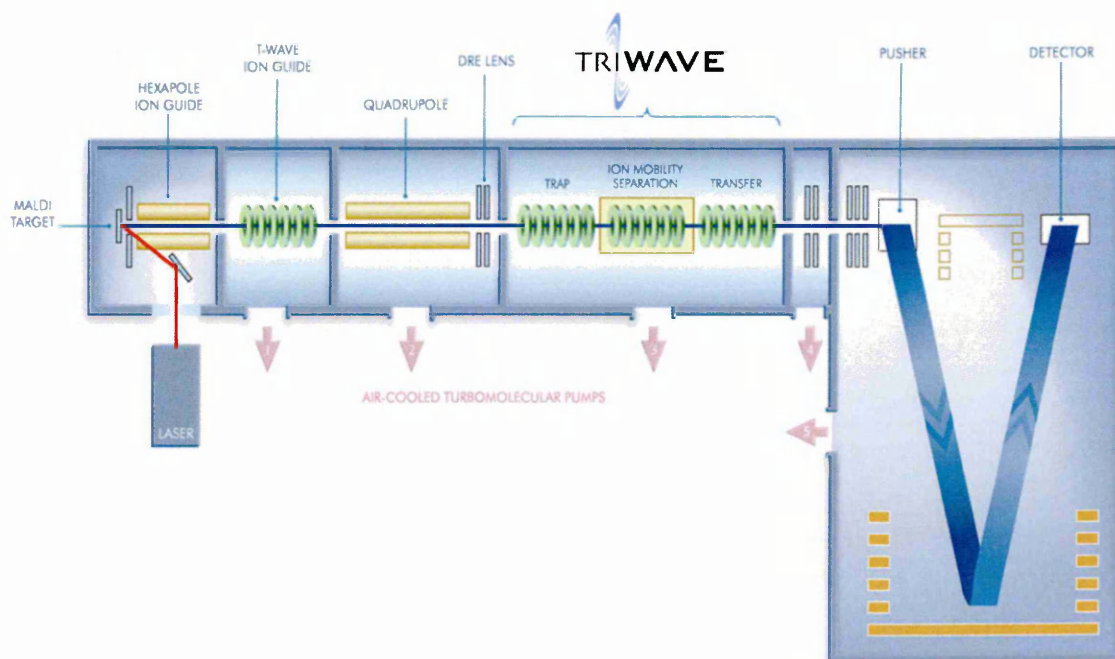 T-WAVE
ION GUIDE
DRE LENS
TRIWAVE
PUSHER
DETECTOR
HEXAPOLE
ION GUIDE
QUADRUPOLE
MALDI
TARGET
TRAP
ION MOBILITY
SEPARATION
TRANSFER
1
2
3
4
AIR-COOLED TURBOMOLECULAR PUMPS
5
LASER